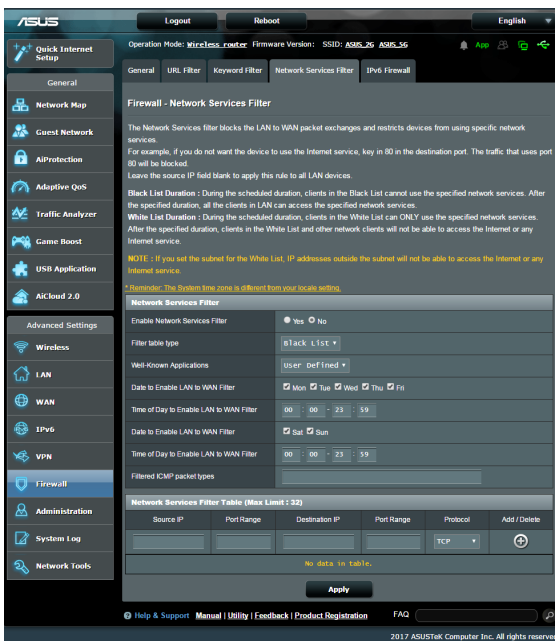 ASUS
Logout
Reboot
English
Quick Internet
Setup
Operation Mode: Wireless router Firmware Version: SSID: ASUS_2G ASUS_5G
App
General
URL Filter
Keyword Filter
Network Services Filter
IPv6 Firewall
General
Network Map
Guest Network
AiProtection
Adaptive QoS
Traffic Analyzer
Game Boost
USB Application
AiCloud 2.0
Advanced Settings
Wireless
LAN
WAN
IPv6
VPN
Firewall
Administration
System Log
Network Tools
Firewall - Network Services Filter
The Network Services filter blocks the LAN to WAN packet exchanges and restricts devices from using specific network
services.
For example, if you do not want the device to use the Internet service, key in 80 in the destination port. The traffic that uses port
80 will be blocked.
Leave the source IP field blank to apply this rule to all LAN devices.
Black List Duration : During the scheduled duration, clients in the Black List cannot use the specified network services. After
the specified duration, all the clients in LAN can access the specified network services.
White List Duration : During the scheduled duration, clients in the White List can ONLY use the specified network services.
After the specified duration, clients in the White List and other network clients will not be able to access the Internet or any
Internet service.
NOTE : If you set the subnet for the White List, IP addresses outside the subnet will not be able to access the Internet or any
Internet service.
* Reminder: The System time zone is different from your locale setting.
Network Services Filter
Enable Network Services Filter
Yes No
Filter table type
Black List
Well-Known Applications
User Defined
Date to Enable LAN to WAN Filter
Mon Tue Wed Thu Fri
Time of Day to Enable LAN to WAN Filter
00 : 00 - 23 : 59
Date to Enable LAN to WAN Filter
Sat Sun
Time of Day to Enable LAN to WAN Filter
00 : 00 - 23 : 59
Filtered ICMP packet types
Network Services Filter Table (Max Limit : 32)
Source IP
Port Range
Destination IP
Port Range
Protocol
Add / Delete
TCP
No data in table.
Apply
Help & Support Manual | Utility | Feedback | Product Registration FAQ
2017 ASUSTeK Computer Inc. All rights reserved